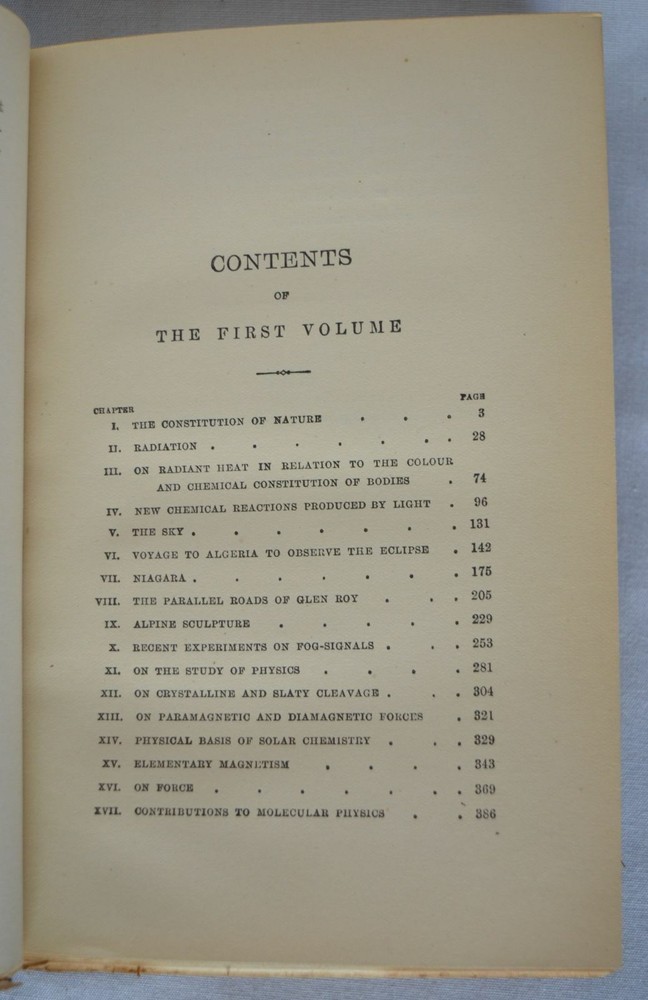 CONTENTS
OF
THE FIRST VOLUME
CHAPTER PAGE
I. THE CONSTITUTION OF NATURE . . . 3
II. RADIATION . . . . . . . 28
III. ON RADIANT HEAT IN RELATION TO THE COLOUR
AND CHEMICAL CONSTITUTION OF BODIES . 74
IV. NEW CHEMICAL REACTIONS PRODUCED BY LIGHT . 96
V. THE SKY . . . . . . . 131
VI. VOYAGE TO ALGERIA TO OBSERVE THE ECLIPSE . 142
VII. NIAGARA . . . . . . . 175
VIII. THE PARALLEL ROADS OF GLEN ROY . . . 205
IX. ALPINE SCULPTURE . . . . . 229
X. RECENT EXPERIMENTS ON FOG-SIGNALS . . . 253
XI. ON THE STUDY OF PHYSICS . . . . 281
XII. ON CRYSTALLINE AND SLATY CLEAVAGE . . . 304
XIII. ON PARAMAGNETIC AND DIAMAGNETIC FORCES . 321
XIV. PHYSICAL BASIS OF SOLAR CHEMISTRY . . . 329
XV. ELEMENTARY MAGNETISM . . . . 343
XVI. ON FORCE . . . . . . . 369
XVII. CONTRIBUTIONS TO MOLECULAR PHYSICS . . 386